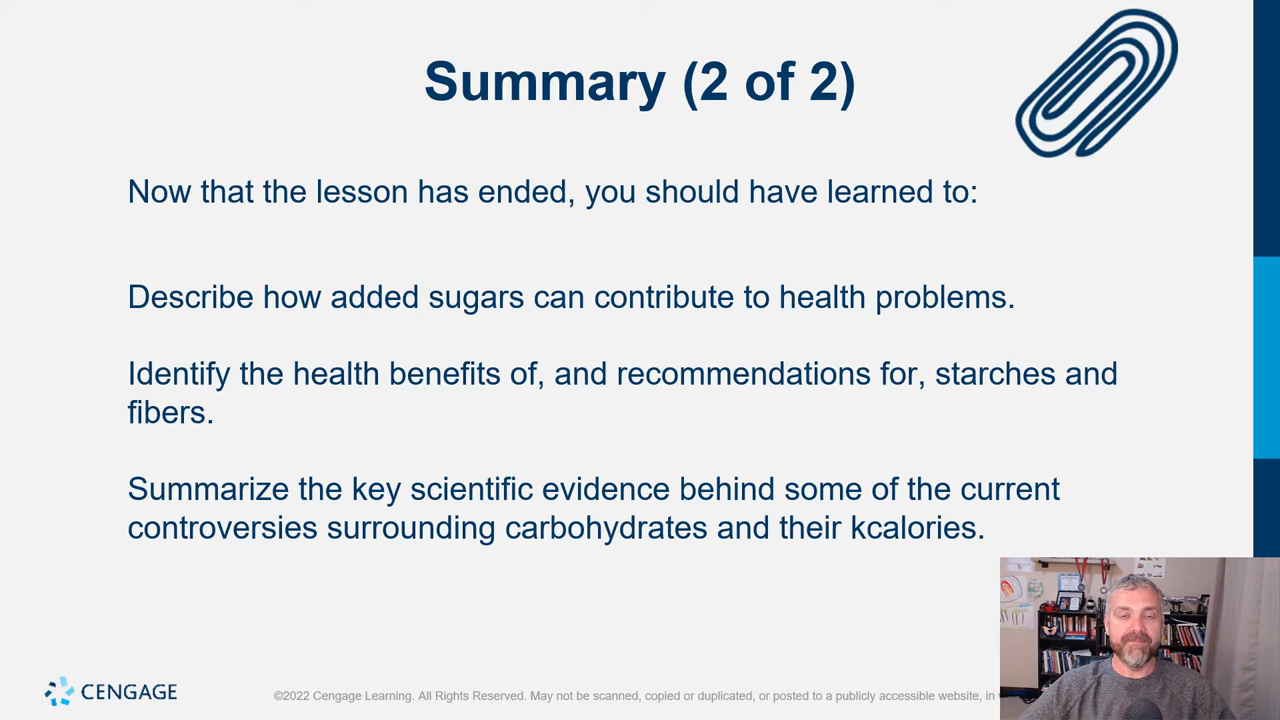 Summary (2 of 2)
Now that the lesson has ended, you should have learned to:
Describe how added sugars can contribute to health problems.
Identify the health benefits of, and recommendations for, starches and
fibers.
Summarize the key scientific evidence behind some of the current
controversies surrounding carbohydrates and their kcalories.
CENGAGE
©2022 Cengage Learning. All Rights Reserved. May not be scanned, copied or duplicated, or posted to a publicly accessible website, in